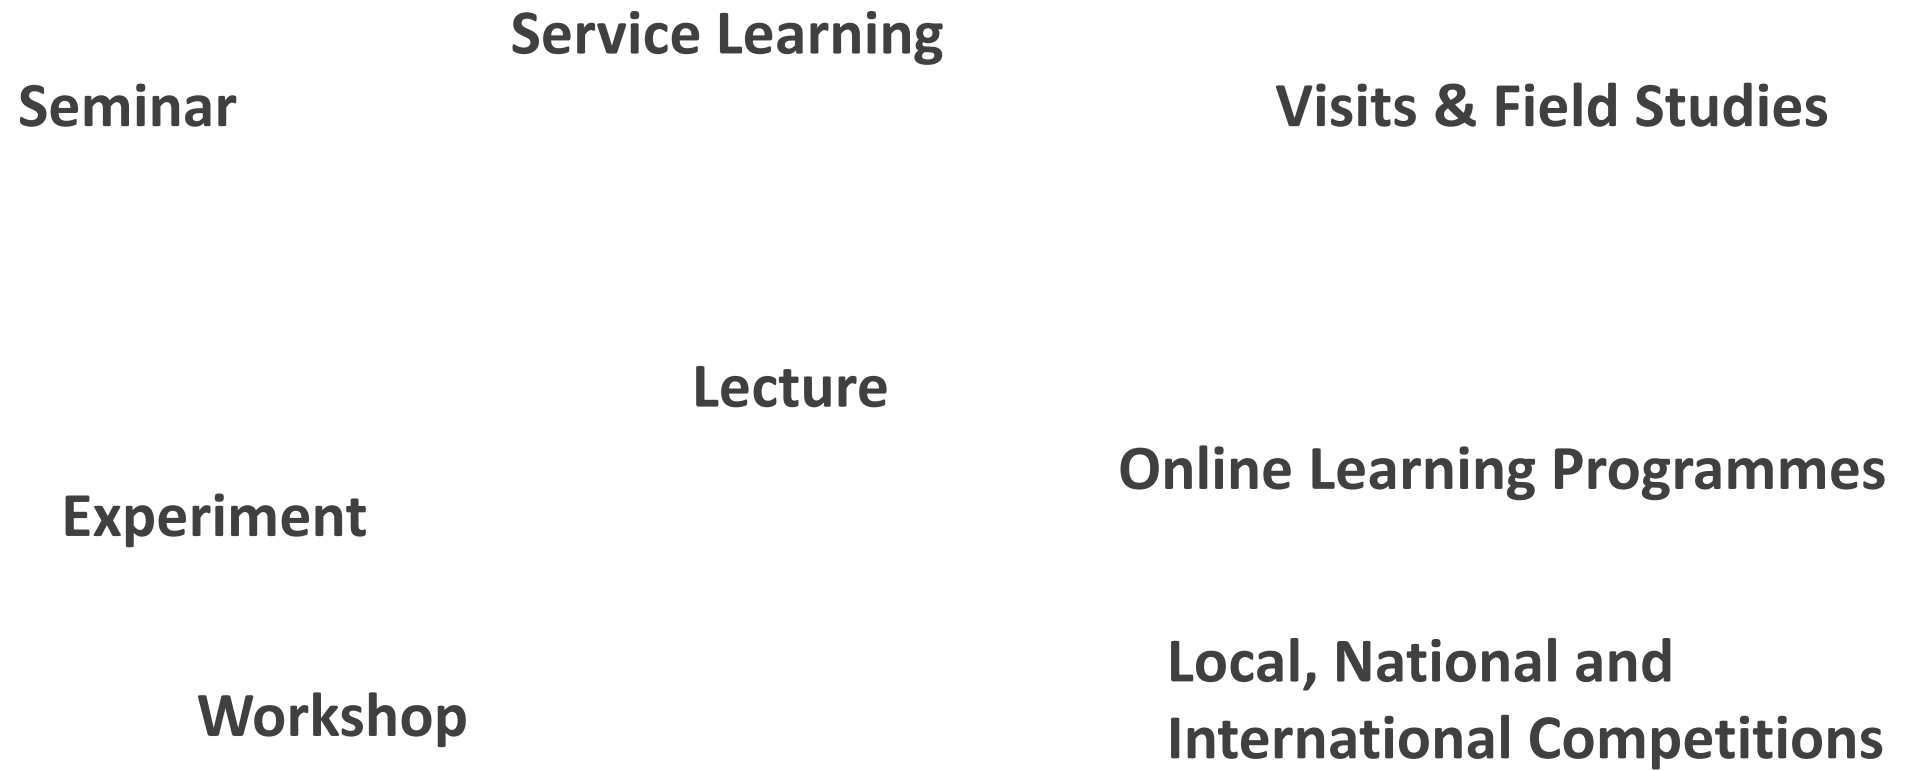 Service Learning
Seminar
Visits & Field Studies
Lecture
Online Learning Programmes
Experiment
Local, National and
International Competitions
Workshop